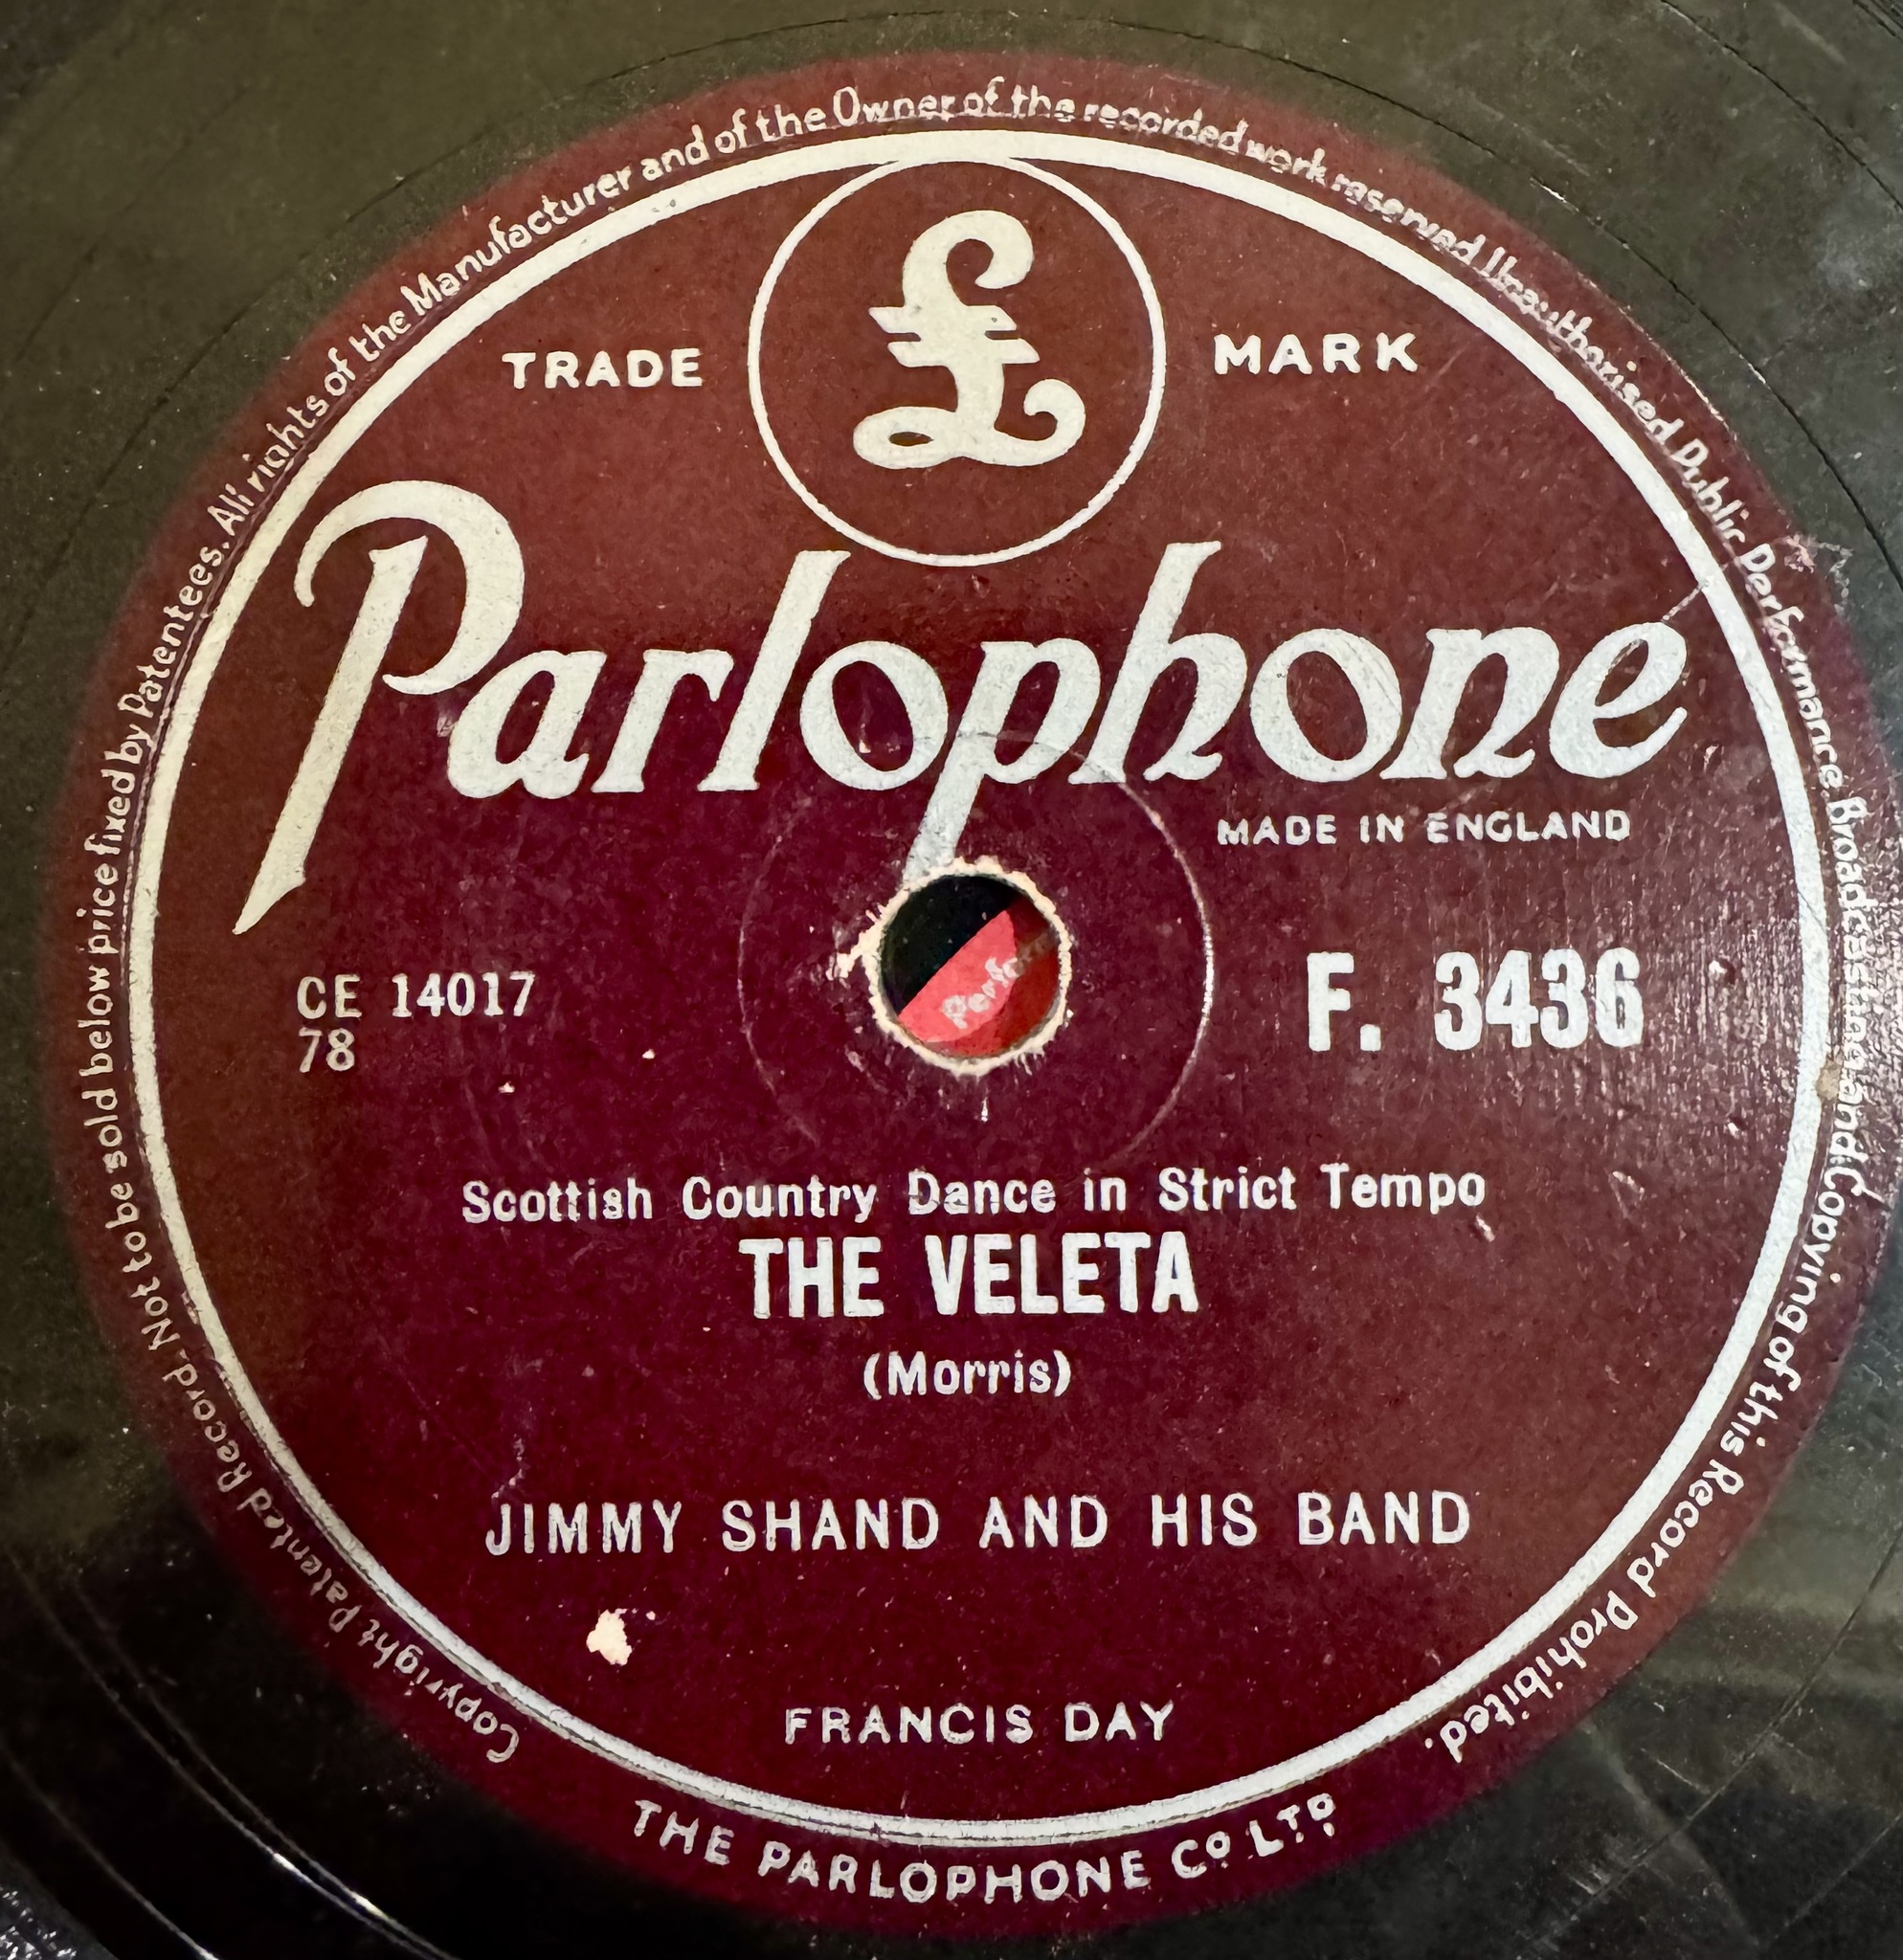 Copyright Patented Record. Not to be sold below price fixed by Patentees. All rights of the Manufacturer and of the Owner of the recorded work reserved Unauthorised Public Performance Broadcasting and Copying of this Record Prohibited.
TRADE £ MARK
Parlophone
MADE IN ENGLAND
CE 14017
78
F. 3436
Perfo
Scottish Country Dance in Strict Tempo
THE VELETA
(Morris)
JIMMY SHAND AND HIS BAND
FRANCIS DAY
THE PARLOPHONE CO LTD